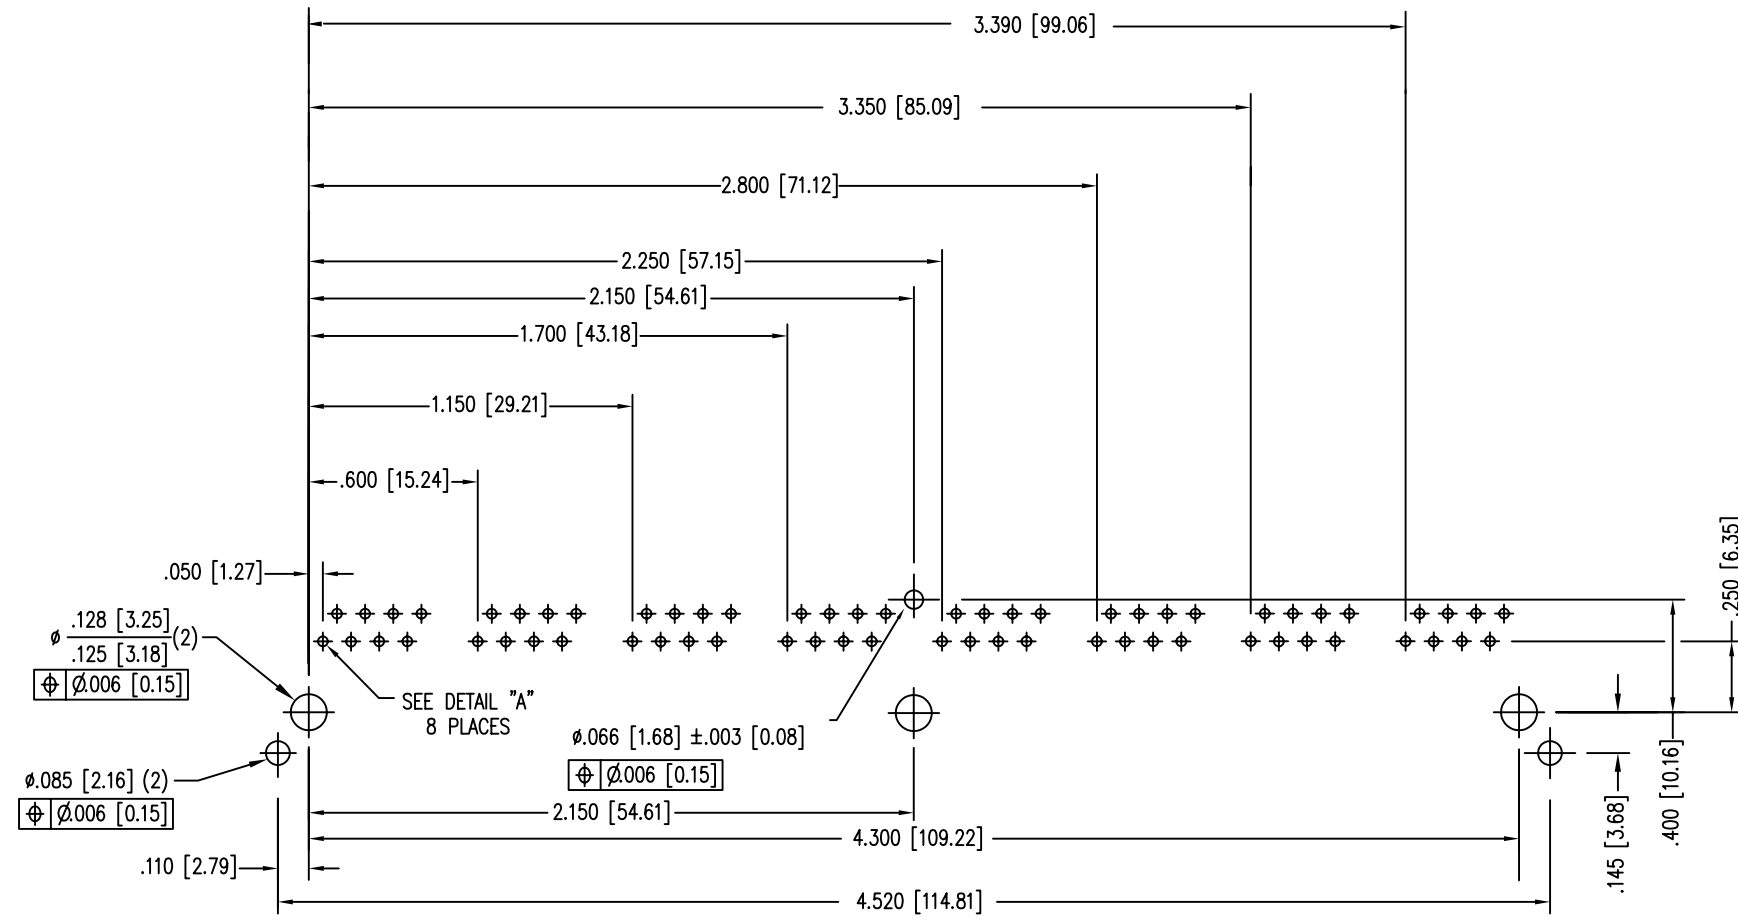 3.390 [99.06]
3.350 [85.09]
2.800 [71.12]
2.250 [57.15]
2.150 [54.61]
1.700 [43.18]
1.150 [29.21]
.600 [15.24]
.050 [1.27]
.250 [6.35]
ø .128 [3.25] (2)
.125 [3.18]
⌖ Ø.006 [0.15]
SEE DETAIL "A"
8 PLACES
ø.066 [1.68] ±.003 [0.08]
⌖ Ø.006 [0.15]
ø.085 [2.16] (2)
⌖ Ø.006 [0.15]
2.150 [54.61]
4.300 [109.22]
.110 [2.79]
4.520 [114.81]
.145 [3.68]
.400 [10.16]